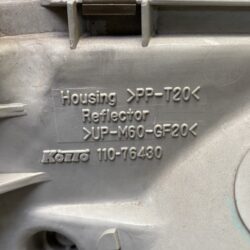 Housing >PP-T20<
Reflector
>UP-M60-GF20<
KOITO 110-76430